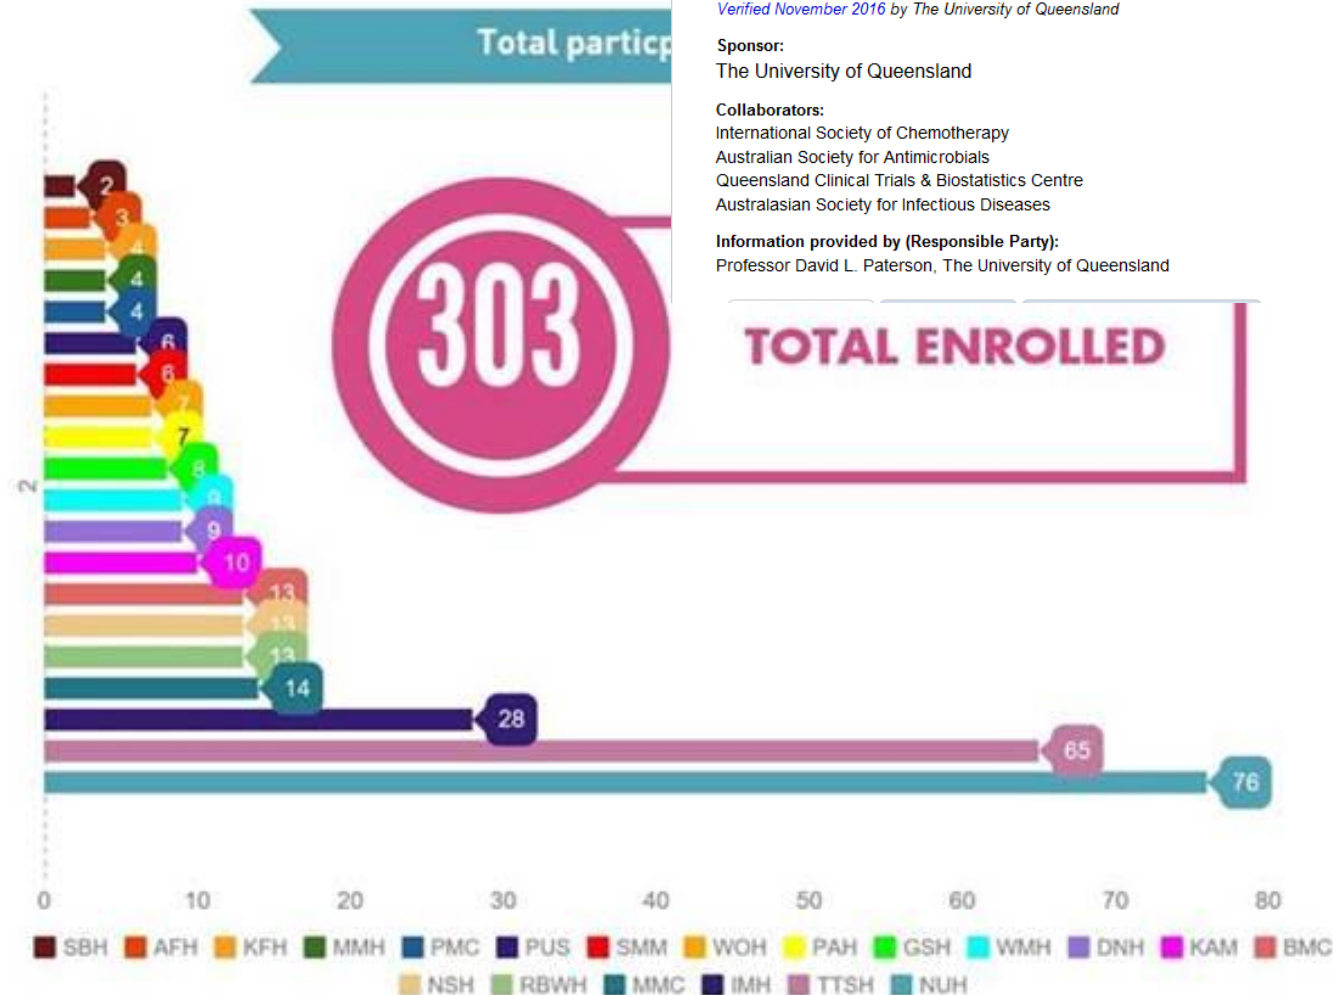 Verified November 2016 by The University of Queensland
Total particp
Sponsor:
The University of Queensland
Collaborators:
International Society of Chemotherapy
Australian Society for Antimicrobials
Queensland Clinical Trials & Biostatistics Centre
Australasian Society for Infectious Diseases
Information provided by (Responsible Party):
Professor David L. Paterson, The University of Queensland
303
TOTAL ENROLLED
2
3
4
4
4
6
6
7
7
8
9
9
10
13
13
13
14
28
65
76
2
0 10 20 30 40 50 60 70 80
SBH AFH KFH MMH PMC PUS SMM WOH PAH GSH WMH DNH KAM BMC
NSH RBWH MMC IMH TTSH NUH